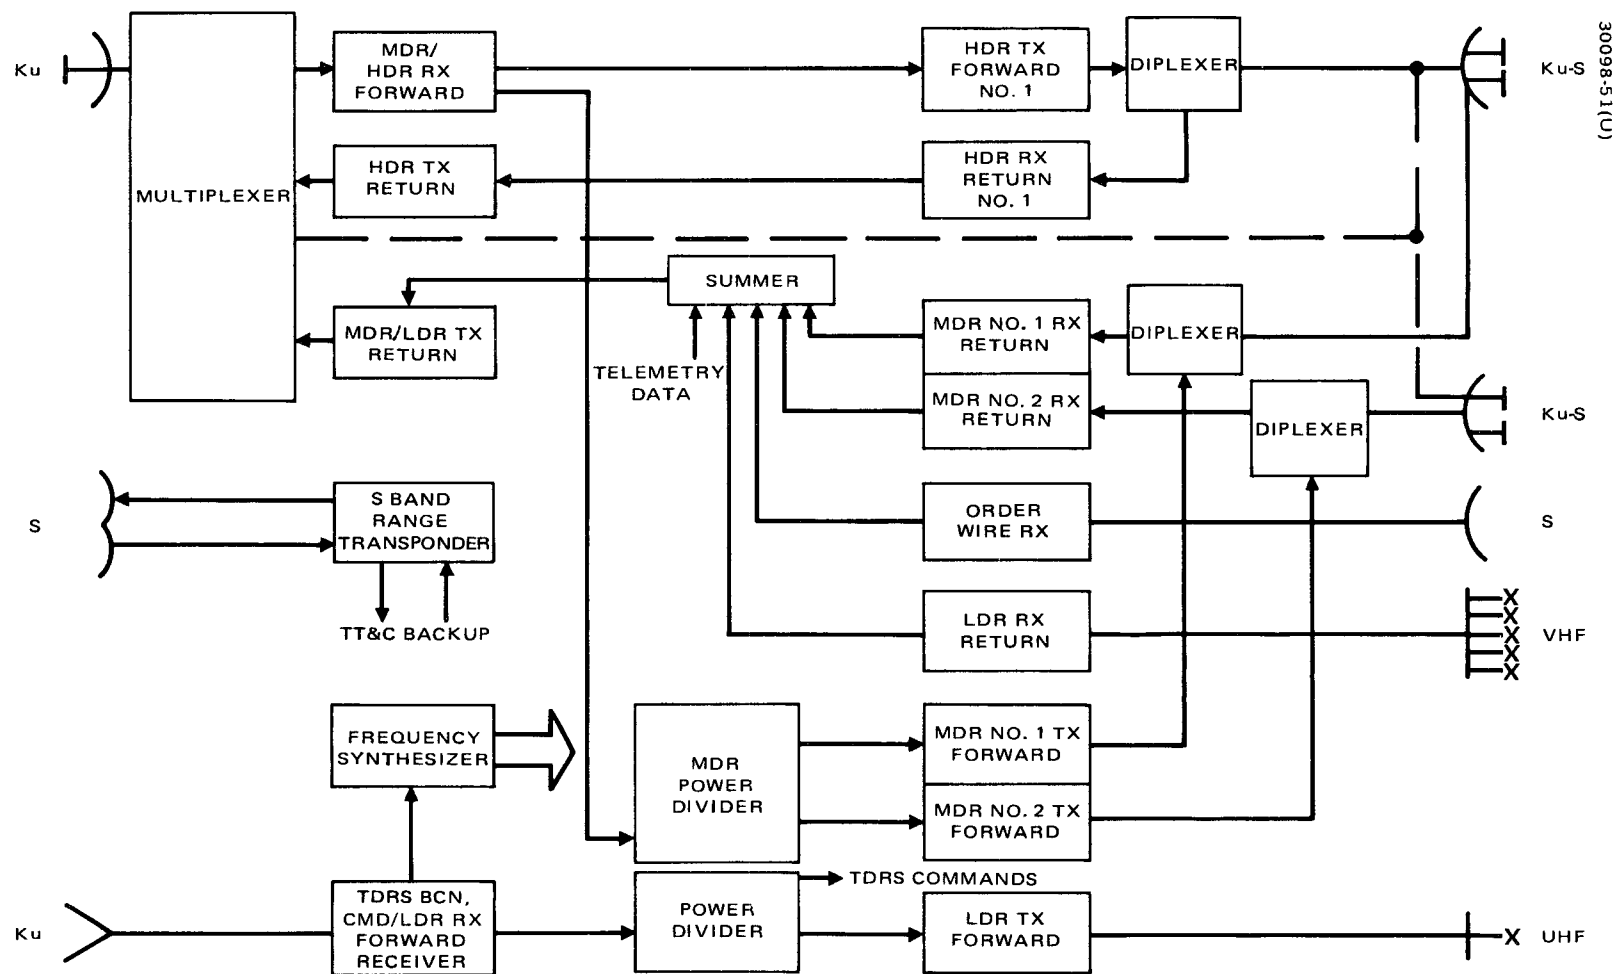 Ku
MULTIPLEXER
MDR/
HDR RX
FORWARD
HDR TX
FORWARD
NO. 1
DIPLEXER
Ku-S
30098-51(U)
HDR TX
RETURN
HDR RX
RETURN
NO. 1
SUMMER
MDR/LDR TX
RETURN
TELEMETRY
DATA
MDR NO. 1 RX
RETURN
DIPLEXER
MDR NO. 2 RX
RETURN
DIPLEXER
Ku-S
S
S BAND
RANGE
TRANSPONDER
TT&C BACKUP
ORDER
WIRE RX
S
LDR RX
RETURN
X
X
X
X
X
VHF
FREQUENCY
SYNTHESIZER
MDR
POWER
DIVIDER
MDR NO. 1 TX
FORWARD
MDR NO. 2 TX
FORWARD
Ku
TDRS BCN,
CMD/LDR RX
FORWARD
RECEIVER
POWER
DIVIDER
TDRS COMMANDS
LDR TX
FORWARD
X
UHF